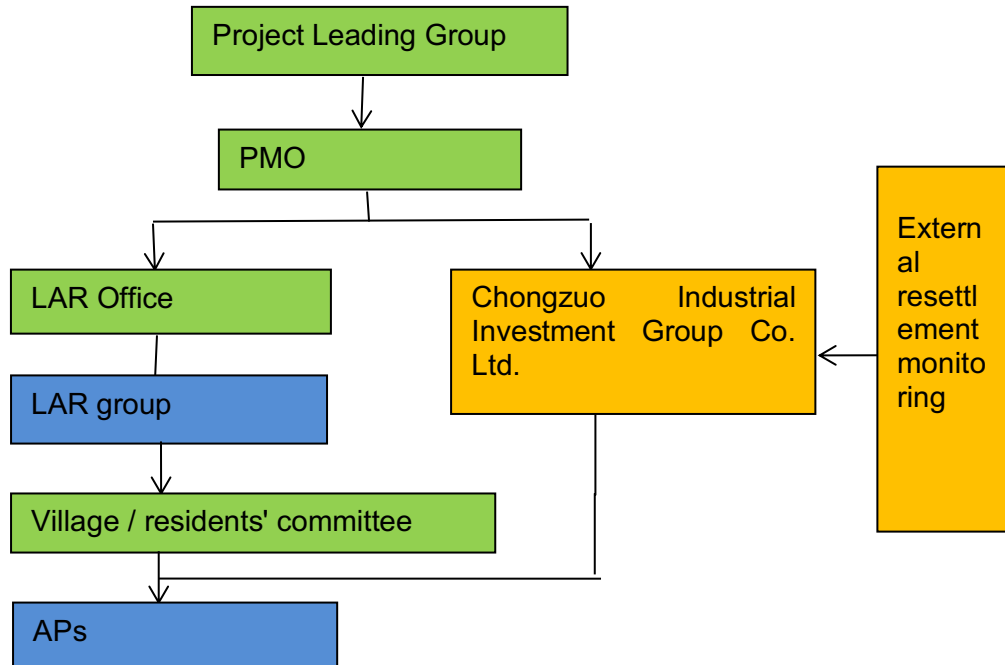 Project Leading Group
PMO
LAR Office
Chongzuo Industrial
Investment Group Co.
Ltd.
Extern
al
resettl
ement
monito
ring
LAR group
Village / residents' committee
APs